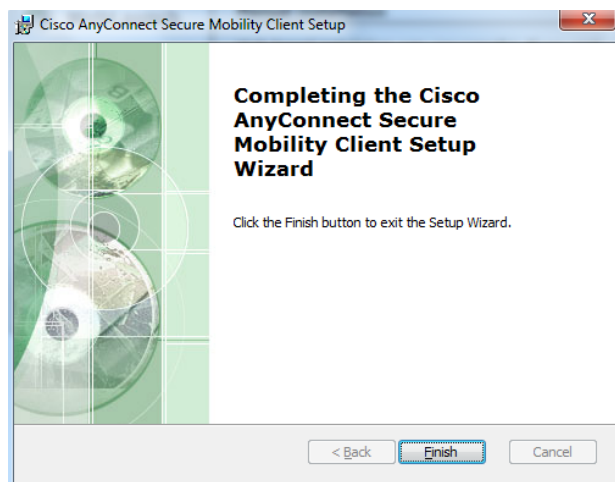 Cisco AnyConnect Secure Mobility Client Setup
Completing the Cisco
AnyConnect Secure
Mobility Client Setup
Wizard
Click the Finish button to exit the Setup Wizard.
< Back
Finish
Cancel